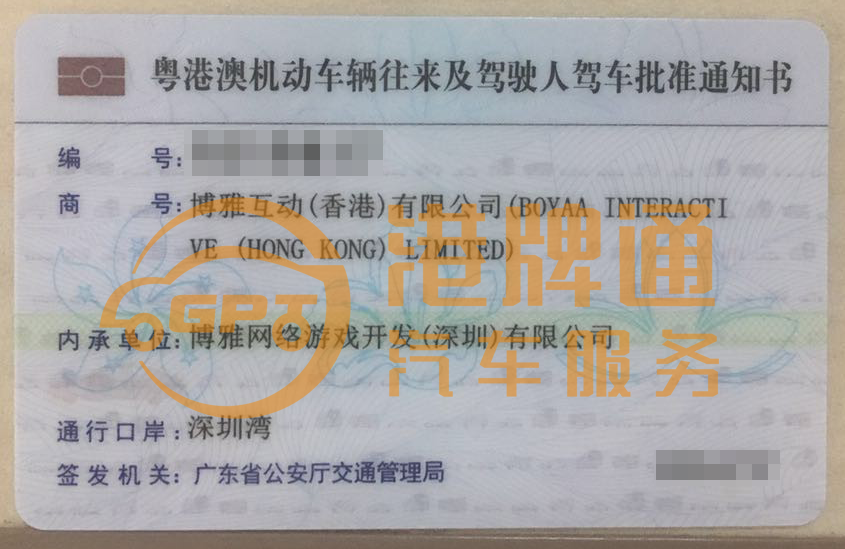 粤港澳机动车辆往来及驾驶人驾车批准通知书
编 号:
商 号:博雅互动(香港)有限公司(BOYAA INTERACTI
VE (HONG KONG) LIMITED)
内承单位:博雅网络游戏开发(深圳)有限公司
通行口岸:深圳湾
签发机关:广东省公安厅交通管理局
GPT
港牌通
汽车服务